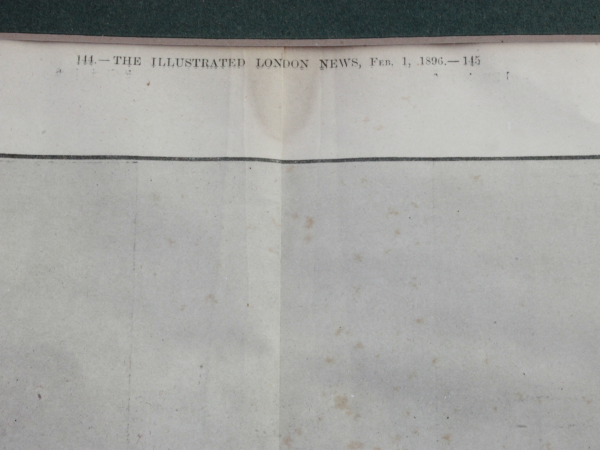 144.—THE ILLUSTRATED LONDON NEWS, FEB. 1, 1896.—145